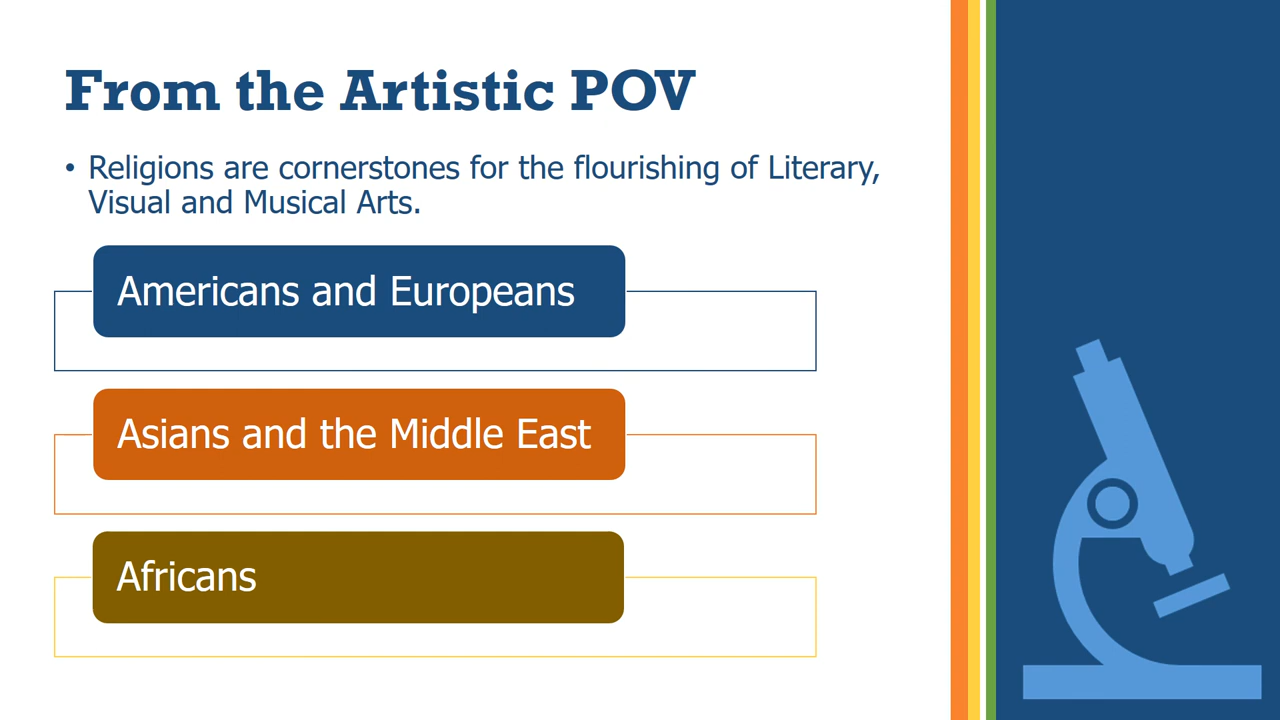 From the Artistic POV
• Religions are cornerstones for the flourishing of Literary,
Visual and Musical Arts.
Americans and Europeans
Asians and the Middle East
Africans